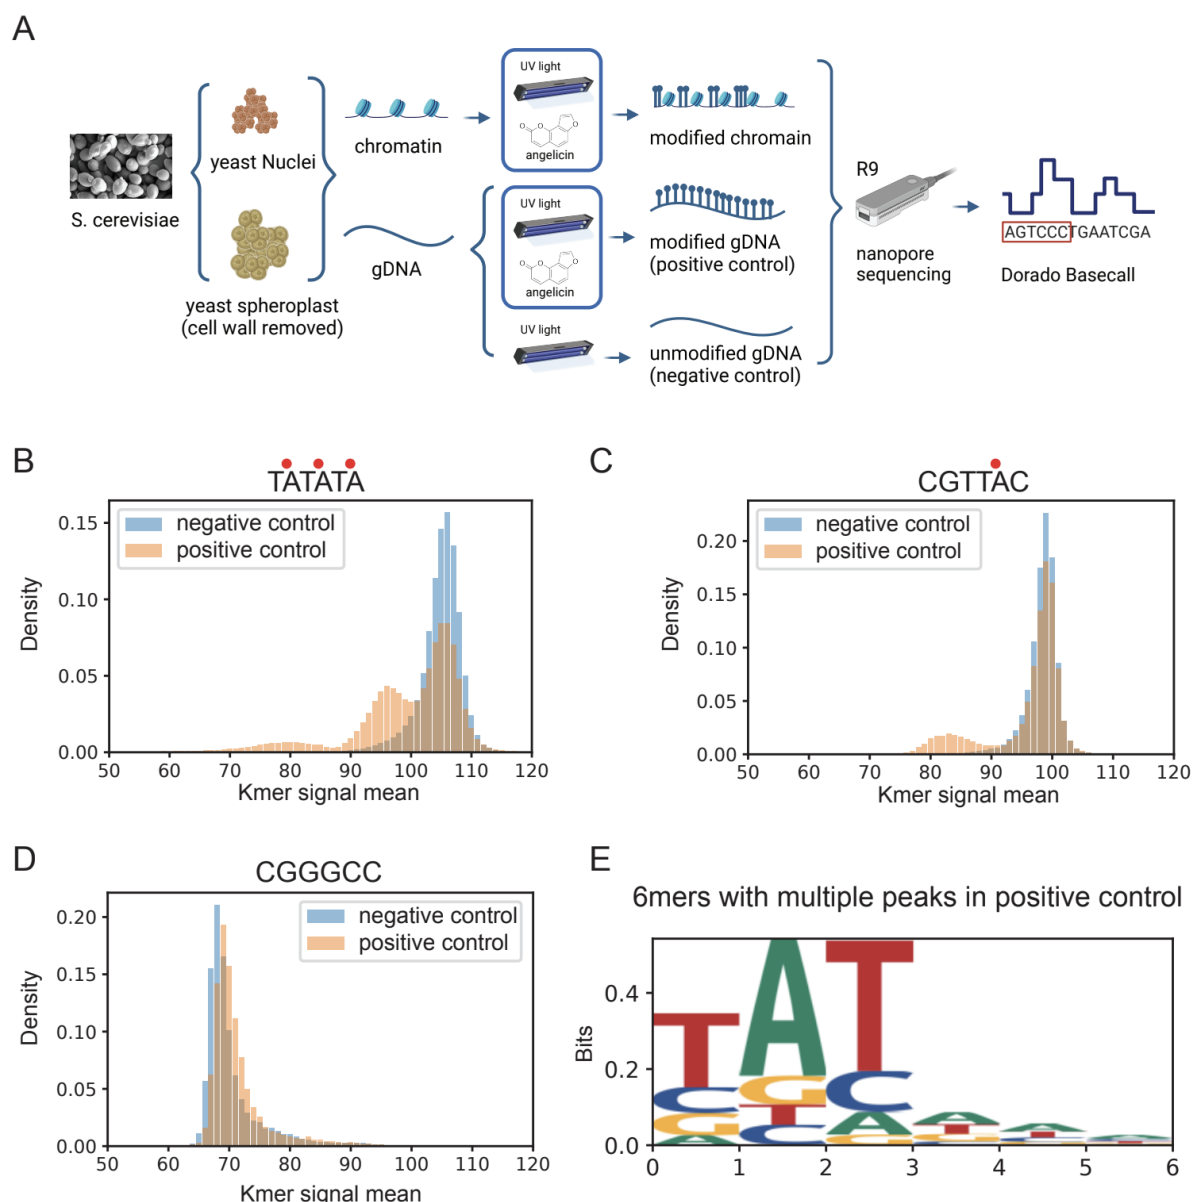 A
UV light
angelicin
yeast Nuclei
chromatin
modified chromain
S. cerevisiae
UV light
angelicin
gDNA
modified gDNA
(positive control)
yeast spheroplast
(cell wall removed)
UV light
unmodified gDNA
(negative control)
R9
nanopore
sequencing
AGTCCCTGAATCGA
Dorado Basecall
B
TATATA
negative control
positive control
Density
0.15
0.10
0.05
0.00
50 60 70 80 90 100 110 120
Kmer signal mean
C
CGTTAC
negative control
positive control
Density
0.20
0.15
0.10
0.05
0.00
50 60 70 80 90 100 110 120
Kmer signal mean
D
CGGGCC
negative control
positive control
Density
0.20
0.15
0.10
0.05
0.00
50 60 70 80 90 100 110 120
Kmer signal mean
E
6mers with multiple peaks in positive control
Bits
0.4
0.2
0.0
T A T
C G C
G T A A A
A C G T T
0 1 2 3 4 5 6